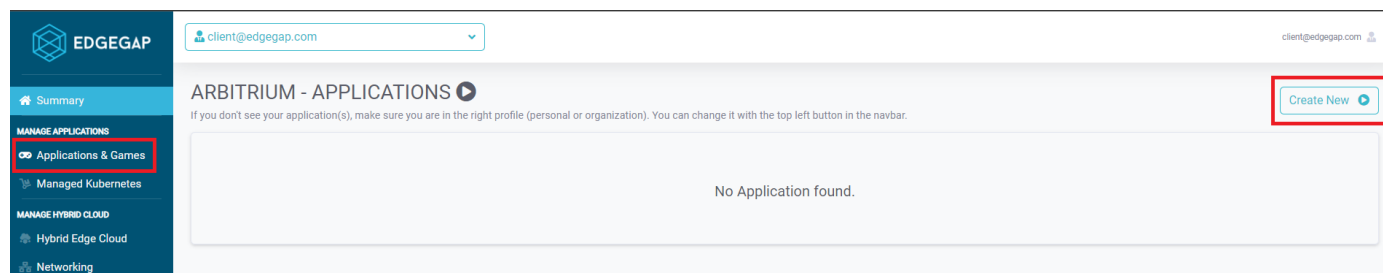 EDGEGAP
client@edgegap.com
client@edgegap.com
Summary
MANAGE APPLICATIONS
Applications & Games
Managed Kubernetes
MANAGE HYBRID CLOUD
Hybrid Edge Cloud
Networking
ARBITRIUM - APPLICATIONS
Create New
If you don't see your application(s), make sure you are in the right profile (personal or organization). You can change it with the top left button in the navbar.
No Application found.